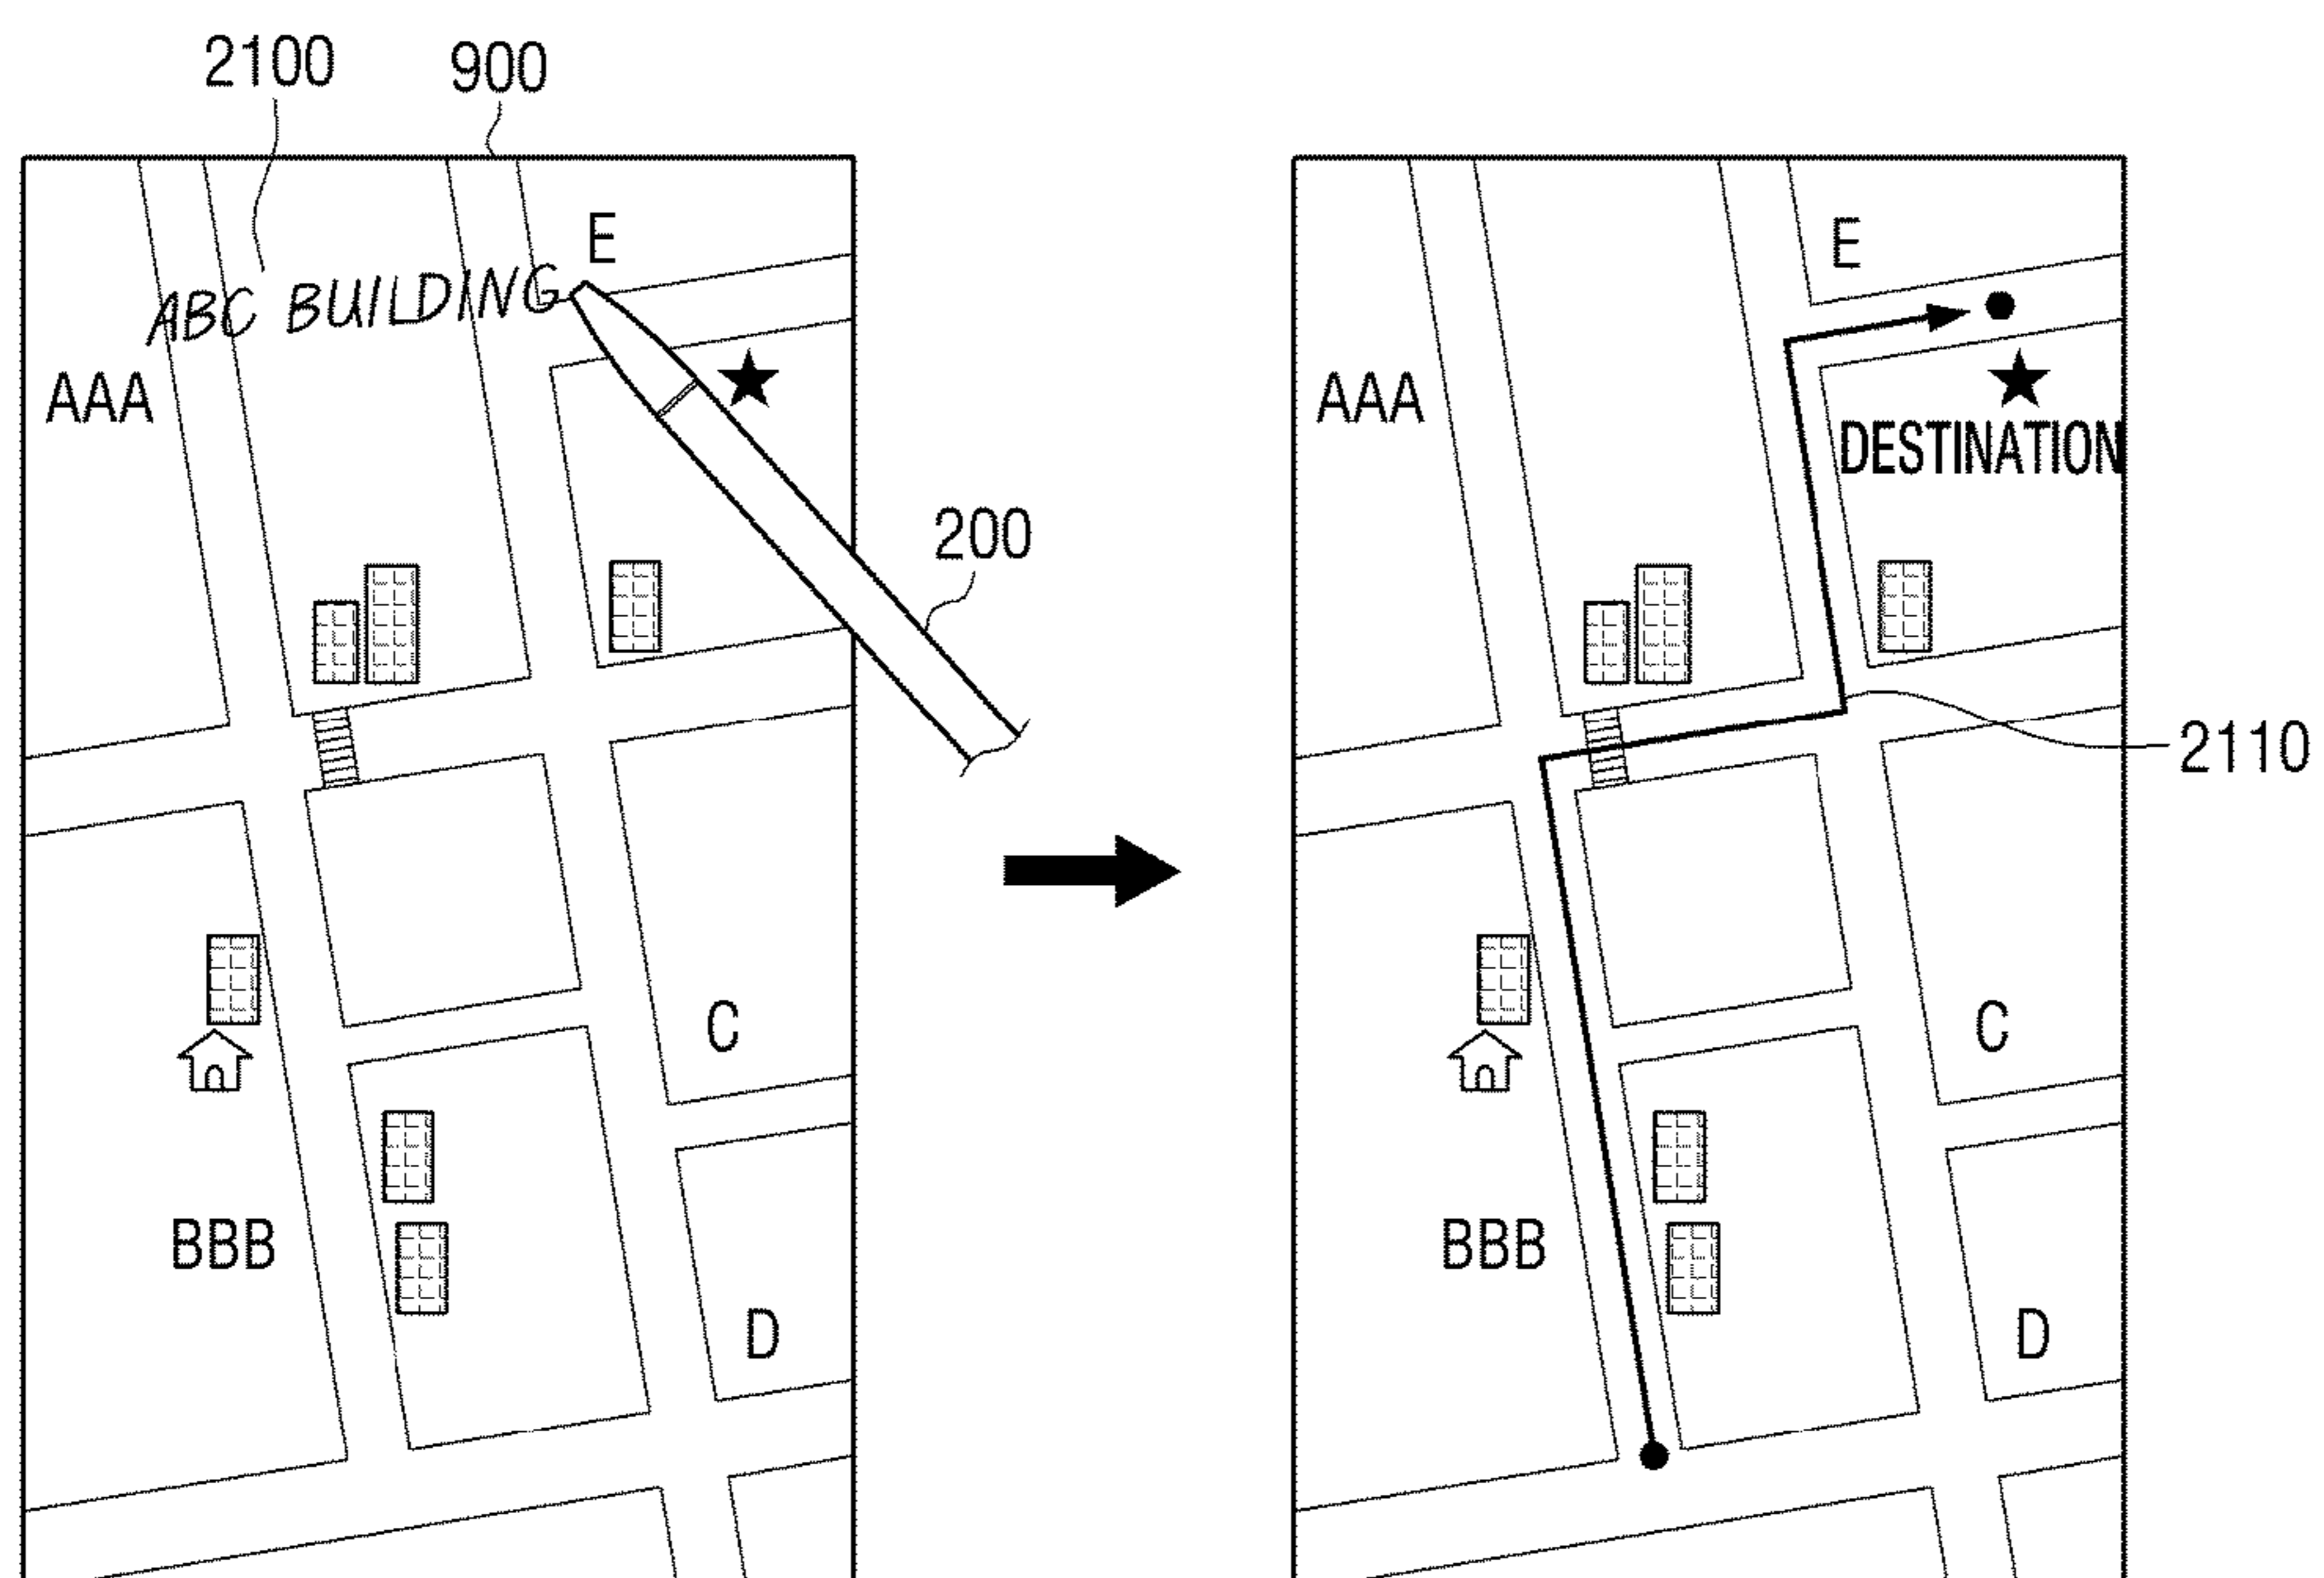 2100
900
E
ABC BUILDING
AAA
200
BBB
C
D
E
AAA
DESTINATION
2110
BBB
C
D